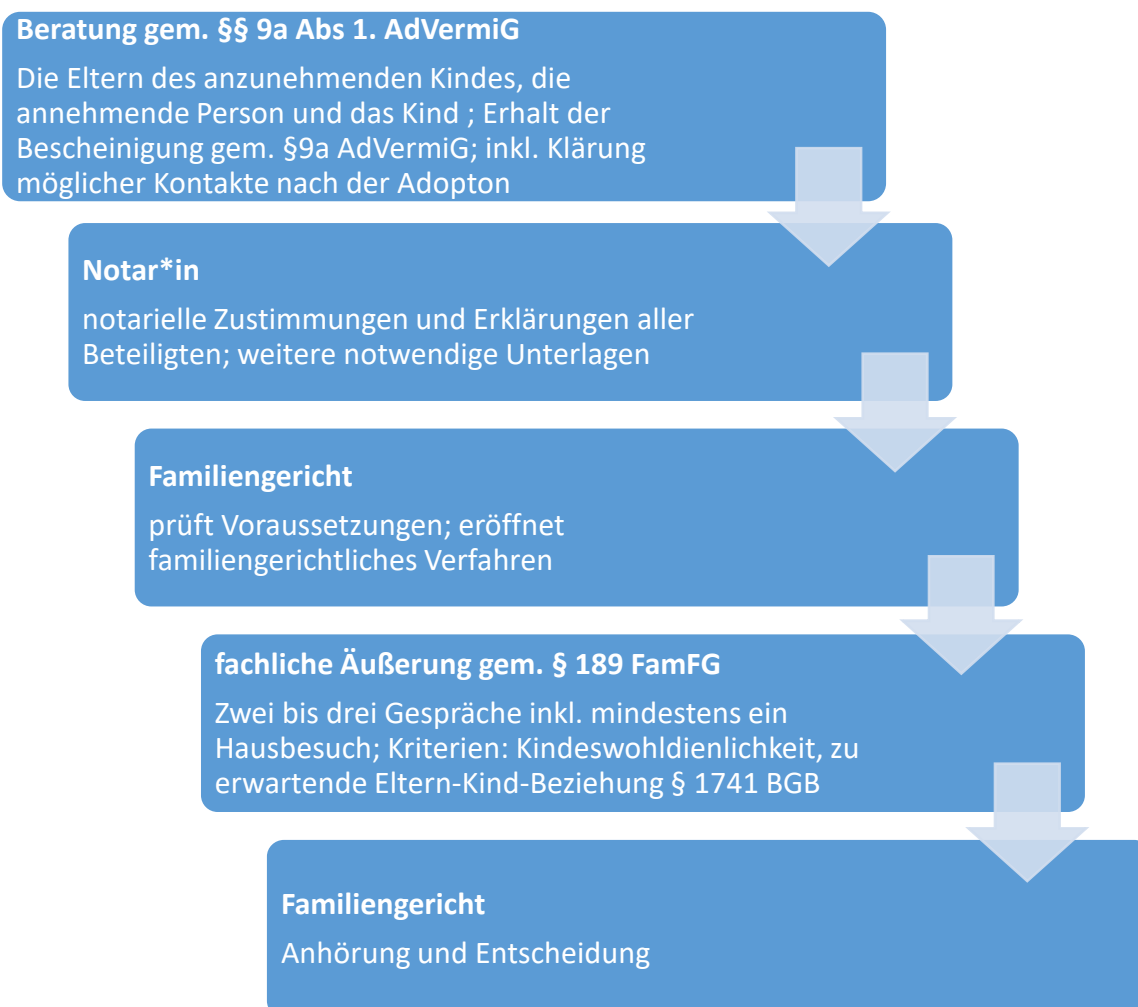 Beratung gem. §§ 9a Abs 1. AdVermiG
Die Eltern des anzunehmenden Kindes, die
annehmende Person und das Kind ; Erhalt der
Bescheinigung gem. §9a AdVermiG; inkl. Klärung
möglicher Kontakte nach der Adopton
Notar*in
notarielle Zustimmungen und Erklärungen aller
Beteiligten; weitere notwendige Unterlagen
Familiengericht
prüft Voraussetzungen; eröffnet
familiengerichtliches Verfahren
fachliche Äußerung gem. § 189 FamFG
Zwei bis drei Gespräche inkl. mindestens ein
Hausbesuch; Kriterien: Kindeswohldienlichkeit, zu
erwartende Eltern-Kind-Beziehung § 1741 BGB
Familiengericht
Anhörung und Entscheidung